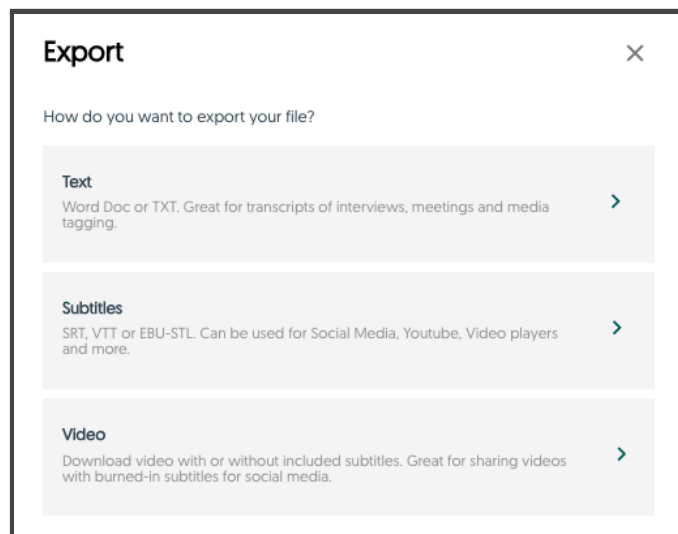 Export
How do you want to export your file?
Text
Word Doc or TXT. Great for transcripts of interviews, meetings and media
tagging.
Subtitles
SRT, VTT or EBU-STL. Can be used for Social Media, Youtube, Video players
and more.
Video
Download video with or without included subtitles. Great for sharing videos
with burned-in subtitles for social media.